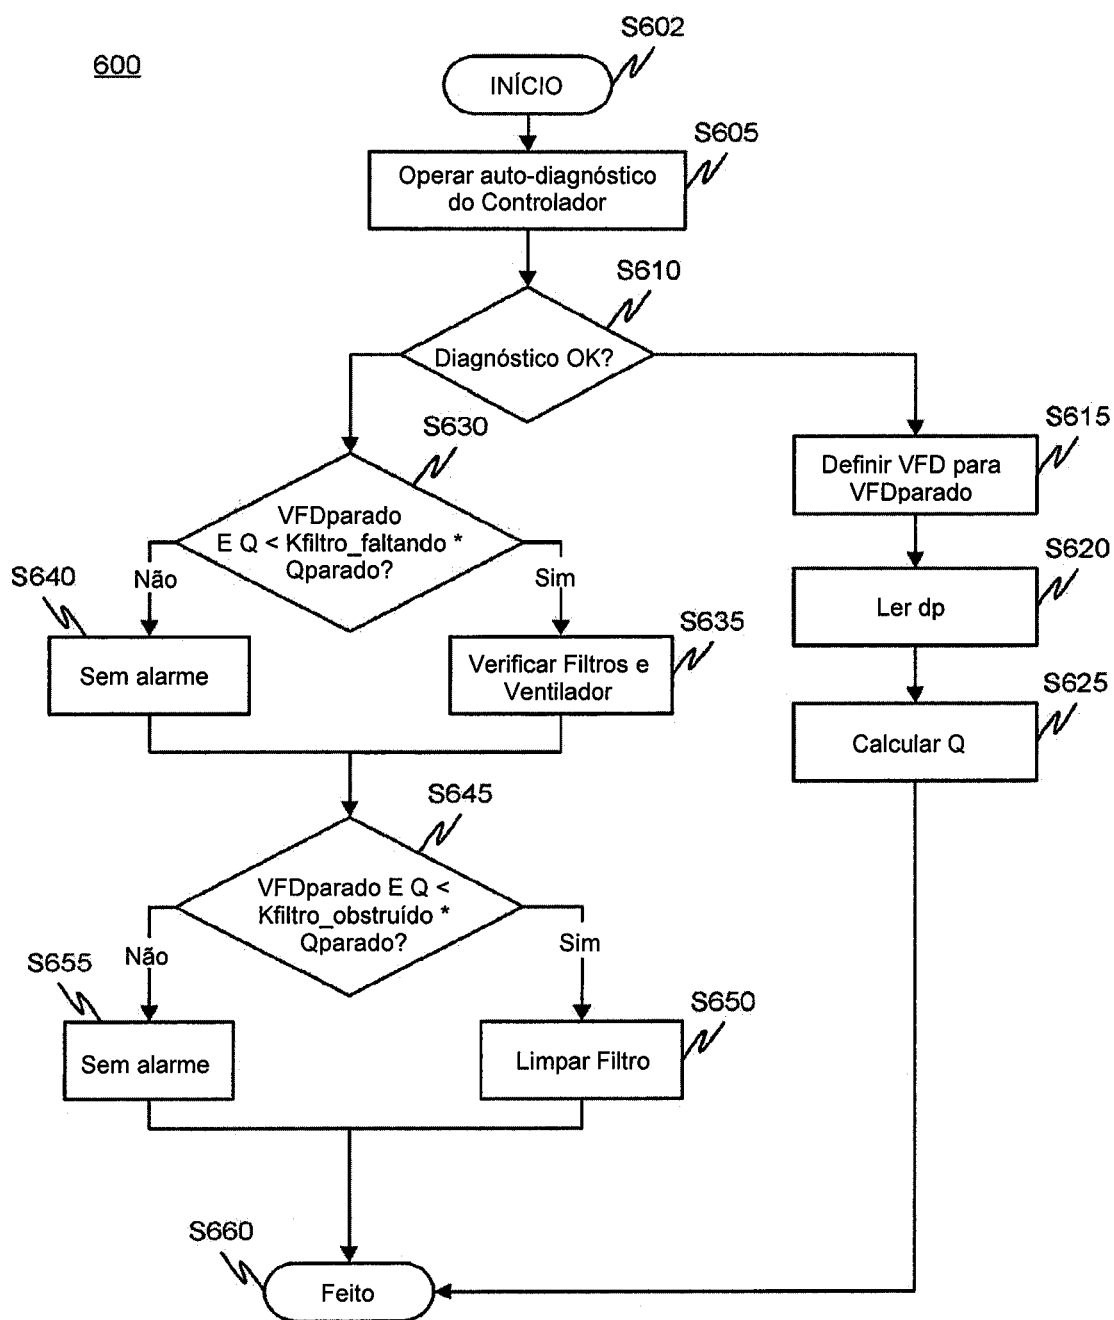 600
S602
INÍCIO
S605
Operar auto-diagnóstico
do Controlador
S610
Diagnóstico OK?
S615
Definir VFD para
VFDparado
S620
Ler dp
S625
Calcular Q
S630
VFDparado
E Q < Kfiltro_faltando *
Qparado?
Não
Sim
S640
Sem alarme
S635
Verificar Filtros e
Ventilador
S645
VFDparado E Q <
Kfiltro_obstruído *
Qparado?
Não
Sim
S655
Sem alarme
S650
Limpar Filtro
S660
Feito